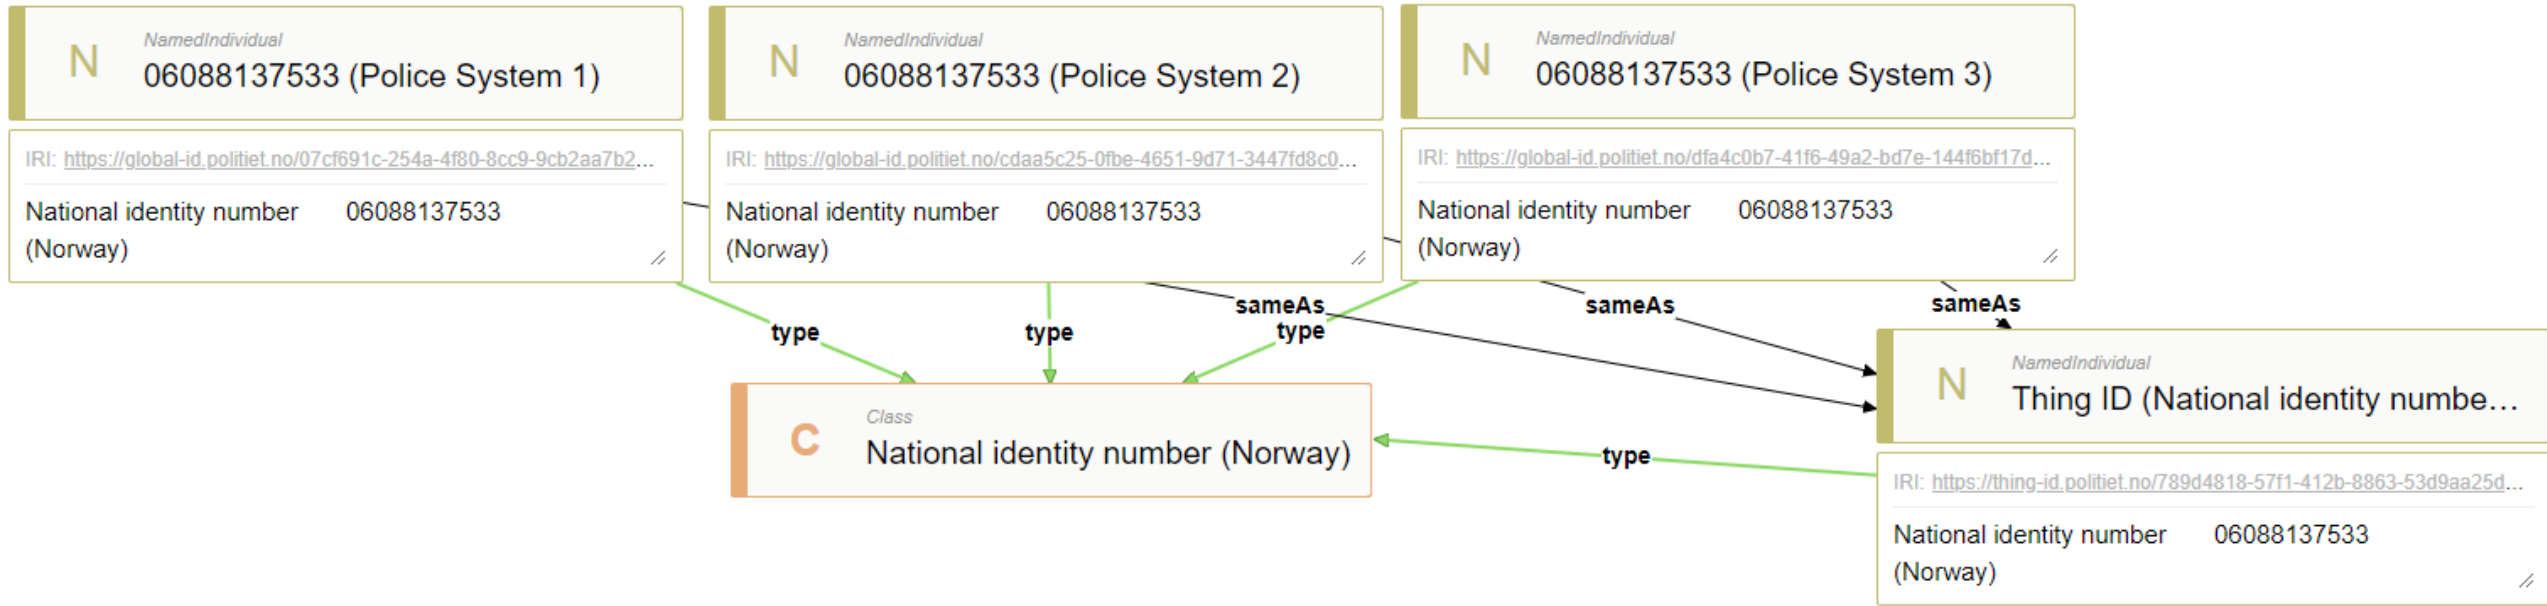 N
NamedIndividual
06088137533 (Police System 1)
IRI: https://global-id.politiet.no/07cf691c-254a-4f80-8cc9-9cb2aa7b2...
National identity number 06088137533
(Norway)
N
NamedIndividual
06088137533 (Police System 2)
IRI: https://global-id.politiet.no/cdaa5c25-0fbe-4651-9d71-3447fd8c0...
National identity number 06088137533
(Norway)
N
NamedIndividual
06088137533 (Police System 3)
IRI: https://global-id.politiet.no/dfa4c0b7-41f6-49a2-bd7e-144f6bf17d...
National identity number 06088137533
(Norway)
type
type
sameAs
type
sameAs
sameAs
C
Class
National identity number (Norway)
type
N
NamedIndividual
Thing ID (National identity numbe...
IRI: https://thing-id.politiet.no/789d4818-57f1-412b-8863-53d9aa25d...
National identity number 06088137533
(Norway)